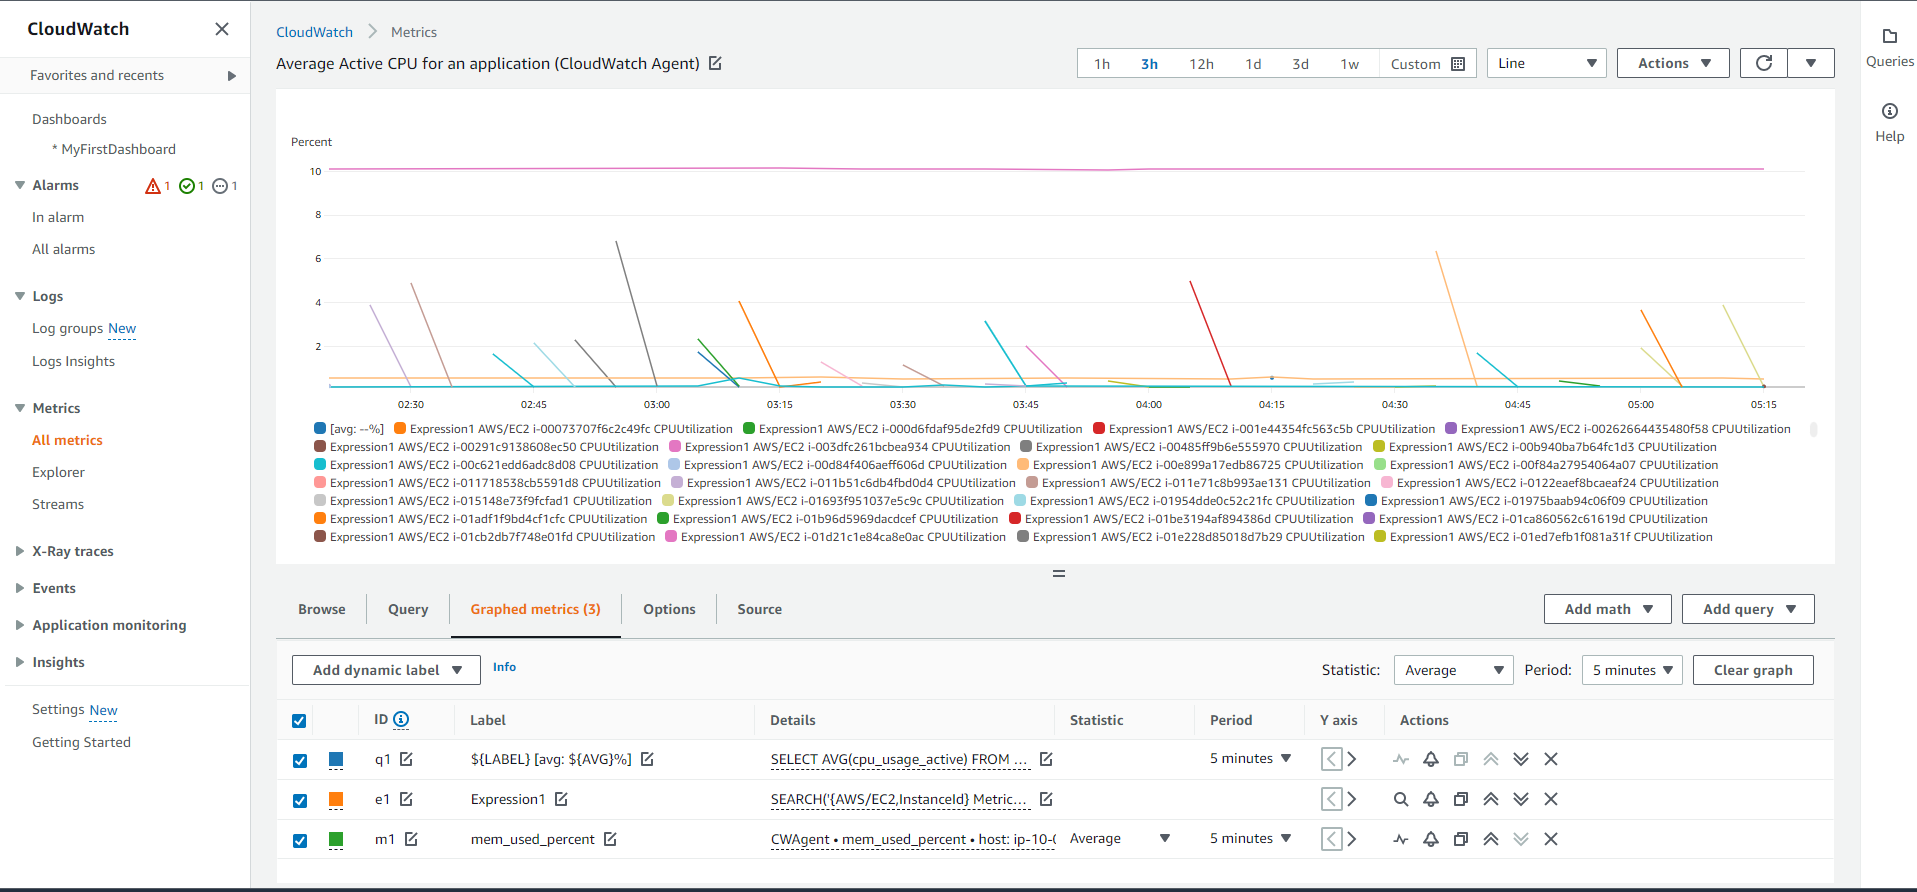 CloudWatch
Favorites and recents
Dashboards
* MyFirstDashboard
Alarms 1 1 1
In alarm
All alarms
Logs
Log groups New
Logs Insights
Metrics
All metrics
Explorer
Streams
X-Ray traces
Events
Application monitoring
Insights
Settings New
Getting Started
CloudWatch Metrics
Average Active CPU for an application (CloudWatch Agent)
1h 3h 12h 1d 3d 1w Custom Line Actions
Queries
Help
Percent
10
8
6
4
2
02:30 02:45 03:00 03:15 03:30 03:45 04:00 04:15 04:30 04:45 05:00 05:15
[avg: --%] Expression1 AWS/EC2 i-00073707f6c2c49fc CPUUtilization Expression1 AWS/EC2 i-000d6fdaf95de2fd9 CPUUtilization Expression1 AWS/EC2 i-001e44354fc563c5b CPUUtilization Expression1 AWS/EC2 i-00262664435480f58 CPUUtilization
Expression1 AWS/EC2 i-00291c9138608ec50 CPUUtilization Expression1 AWS/EC2 i-003dfc261bcbea934 CPUUtilization Expression1 AWS/EC2 i-00485ff9b6e555970 CPUUtilization Expression1 AWS/EC2 i-00b940ba7b64fc1d3 CPUUtilization
Expression1 AWS/EC2 i-00c621edd6adc8d08 CPUUtilization Expression1 AWS/EC2 i-00d84f406aeff606d CPUUtilization Expression1 AWS/EC2 i-00e899a17edb86725 CPUUtilization Expression1 AWS/EC2 i-00f84a27954064a07 CPUUtilization
Expression1 AWS/EC2 i-011718538cb5591d8 CPUUtilization Expression1 AWS/EC2 i-011b51c6db4fbd0d4 CPUUtilization Expression1 AWS/EC2 i-011e71c8b993ae131 CPUUtilization Expression1 AWS/EC2 i-0122eaef8bcaeaf24 CPUUtilization
Expression1 AWS/EC2 i-015148e73f9fcfad1 CPUUtilization Expression1 AWS/EC2 i-01693f951037e5c9c CPUUtilization Expression1 AWS/EC2 i-01954dde0c52c21fc CPUUtilization Expression1 AWS/EC2 i-01975baab94c06f09 CPUUtilization
Expression1 AWS/EC2 i-01adf1f9bd4cf1cfc CPUUtilization Expression1 AWS/EC2 i-01b96d5969dacdcef CPUUtilization Expression1 AWS/EC2 i-01be3194af894386d CPUUtilization Expression1 AWS/EC2 i-01ca860562c61619d CPUUtilization
Expression1 AWS/EC2 i-01cb2db7f748e01fd CPUUtilization Expression1 AWS/EC2 i-01d21c1e84ca8e0ac CPUUtilization Expression1 AWS/EC2 i-01e228d85018d7b29 CPUUtilization Expression1 AWS/EC2 i-01ed7efb1f081a31f CPUUtilization
Browse Query Graphed metrics (3) Options Source Add math Add query
Add dynamic label Info Statistic: Average Period: 5 minutes Clear graph
ID Label Details Statistic Period Y axis Actions
q1 ${LABEL} [avg: ${AVG}%] SELECT AVG(cpu_usage_active) FROM ... 5 minutes
e1 Expression1 SEARCH('{AWS/EC2,InstanceId} Metric...
m1 mem_used_percent CWAgent • mem_used_percent • host: ip-10-0 Average 5 minutes